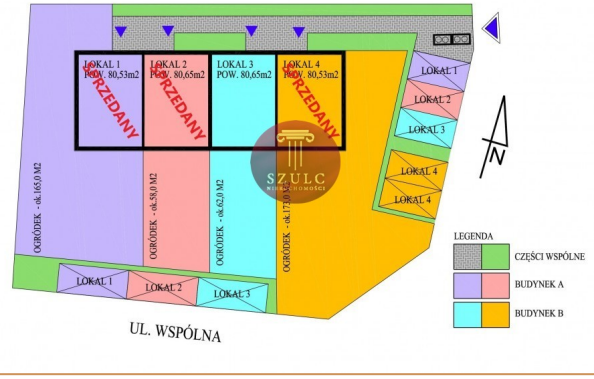 LOKAL 1
POW. 80,53m2
SPRZEDANY
LOKAL 2
POW. 80,65m2
SPRZEDANY
LOKAL 3
POW. 80,65m2
LOKAL 4
POW. 80,53m2
SPRZEDANY
LOKAL 1
LOKAL 2
LOKAL 3
LOKAL 4
LOKAL 4
N
SZULC
NIERUCHOMOŚCI
OGRÓDEK - ok.165,0 M2
OGRÓDEK - ok.58,0 M2
OGRÓDEK - ok.62,0 M2
OGRÓDEK - ok.173,0 M2
LOKAL 1
LOKAL 2
LOKAL 3
UL. WSPÓLNA
LEGENDA
CZĘŚCI WSPÓLNE
BUDYNEK A
BUDYNEK B